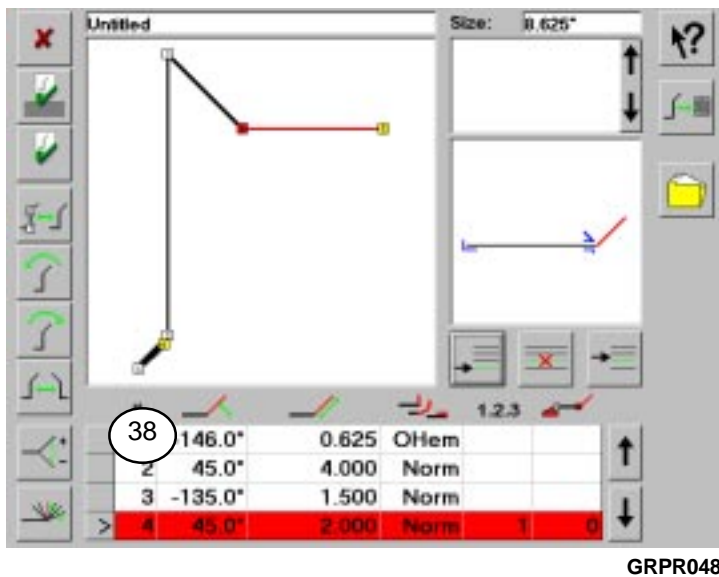 Untitled Size: 8.625"
1.2.3
38 146.0° 0.625 OHem
2 45.0° 4.000 Norm
3 -135.0° 1.500 Norm
> 4 45.0° 2.000 Norm 1 0
GRPR048